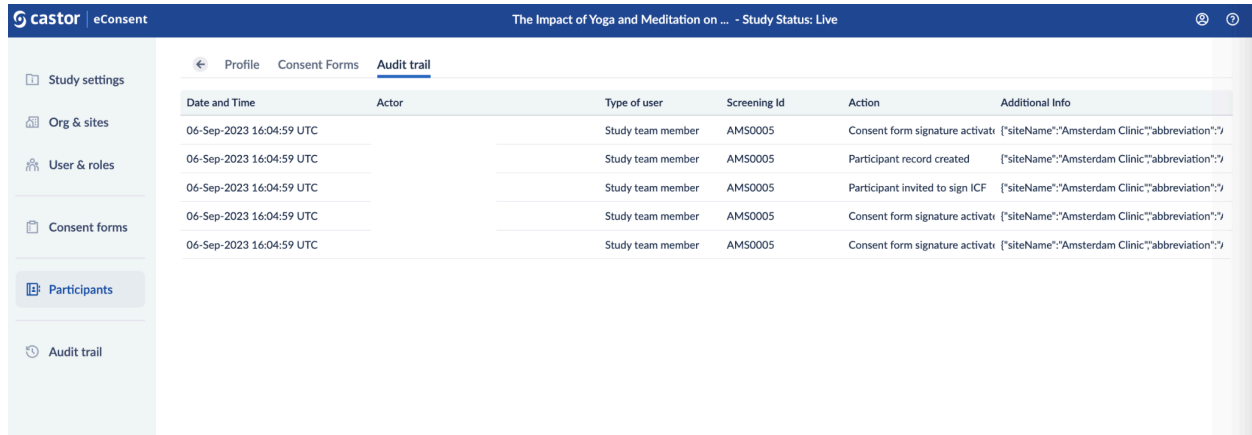 castor eConsent
The Impact of Yoga and Meditation on ... - Study Status: Live
Study settings
Org & sites
User & roles
Consent forms
Participants
Audit trail
Profile Consent Forms Audit trail
Date and Time Actor Type of user Screening Id Action Additional Info
06-Sep-2023 16:04:59 UTC Study team member AMS0005 Consent form signature activate {"siteName":"Amsterdam Clinic","abbreviation":"A
06-Sep-2023 16:04:59 UTC Study team member AMS0005 Participant record created {"siteName":"Amsterdam Clinic","abbreviation":"A
06-Sep-2023 16:04:59 UTC Study team member AMS0005 Participant invited to sign ICF {"siteName":"Amsterdam Clinic","abbreviation":"A
06-Sep-2023 16:04:59 UTC Study team member AMS0005 Consent form signature activate {"siteName":"Amsterdam Clinic","abbreviation":"A
06-Sep-2023 16:04:59 UTC Study team member AMS0005 Consent form signature activate {"siteName":"Amsterdam Clinic","abbreviation":"A